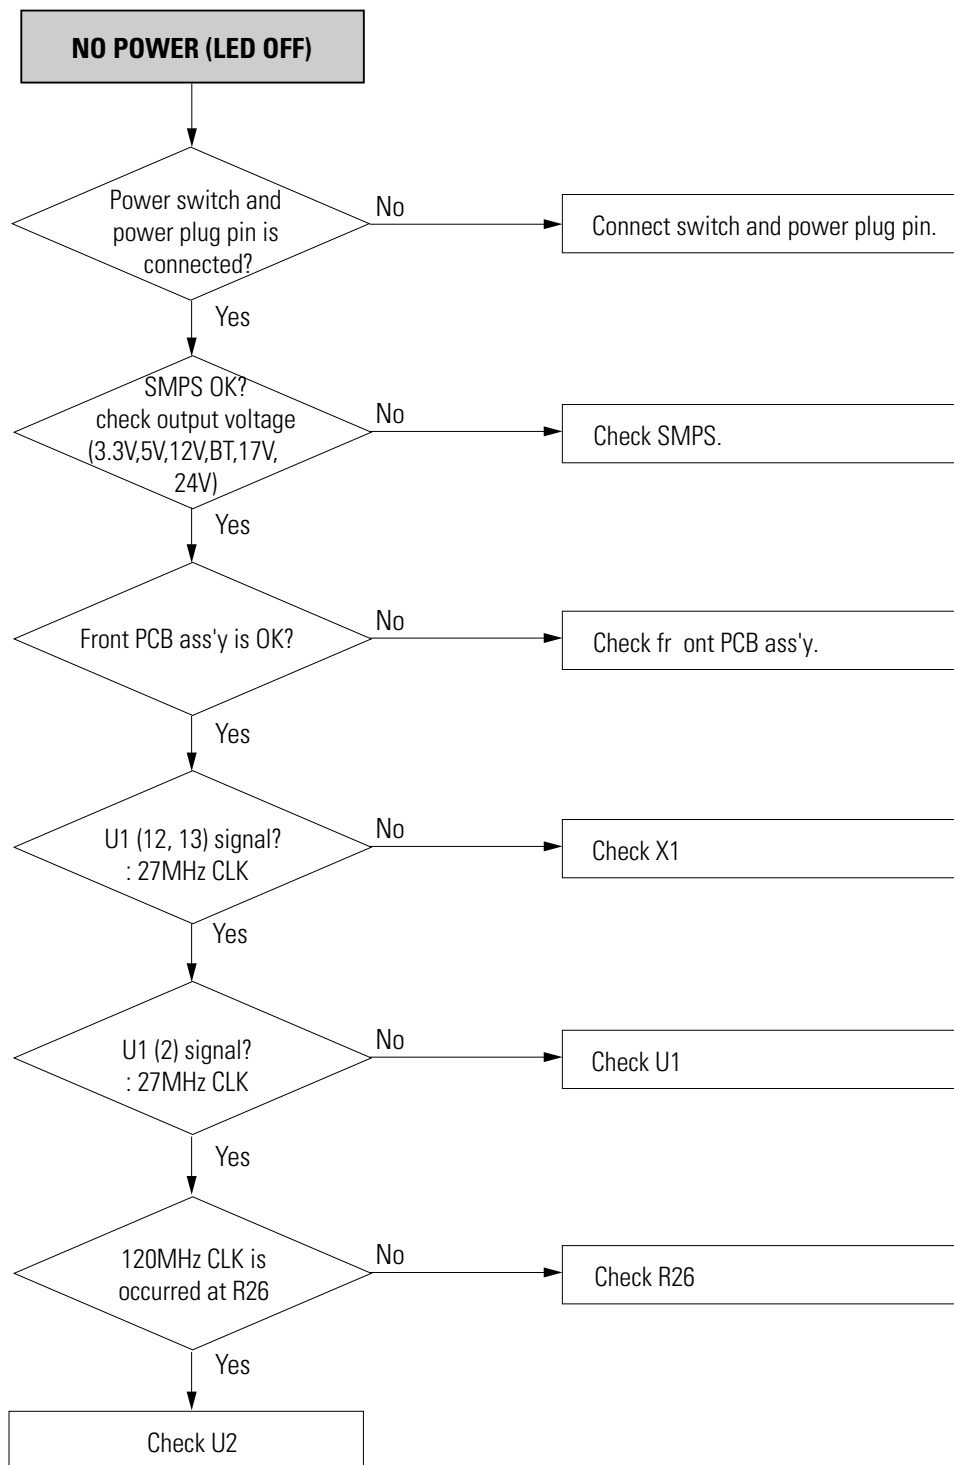 NO POWER (LED OFF)
Power switch and
power plug pin is
connected?
No
Connect switch and power plug pin.
Yes
SMPS OK?
check output voltage
(3.3V,5V,12V,BT,17V,
24V)
No
Check SMPS.
Yes
Front PCB ass'y is OK?
No
Check fr ont PCB ass'y.
Yes
U1 (12, 13) signal?
: 27MHz CLK
No
Check X1
Yes
U1 (2) signal?
: 27MHz CLK
No
Check U1
Yes
120MHz CLK is
occurred at R26
No
Check R26
Yes
Check U2